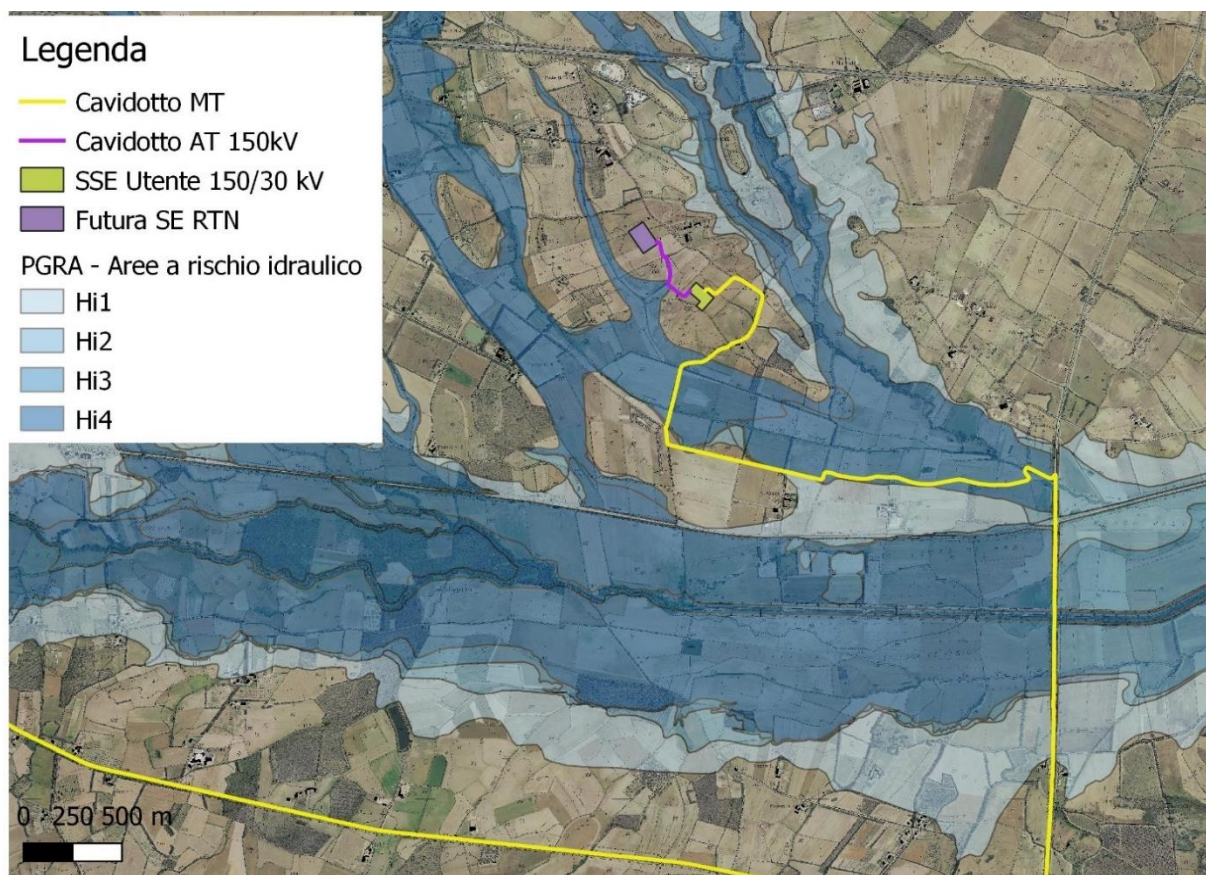 Legenda
Cavidotto MT
Cavidotto AT 150kV
SSE Utente 150/30 kV
Futura SE RTN
PGRA - Aree a rischio idraulico
Hi1
Hi2
Hi3
Hi4
0 250 500 m